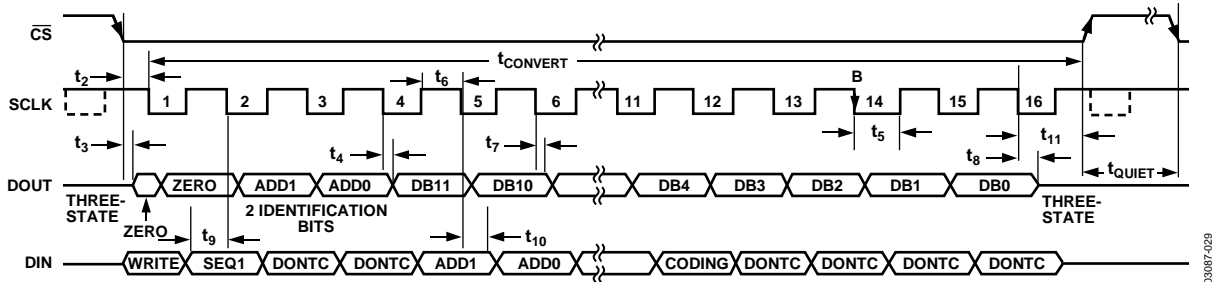 CS
t2
tCONVERT
t6
B
SCLK
1 2 3 4 5 6 11 12 13 14 15 16
t3
t4
t7
t5
t11
t8
tQUIET
DOUT
ZERO ADD1 ADD0 DB11 DB10 DB4 DB3 DB2 DB1 DB0
THREE-
STATE
ZERO
2 IDENTIFICATION
BITS
THREE-
STATE
t9
t10
DIN
WRITE SEQ1 DONTC DONTC ADD1 ADD0 CODING DONTC DONTC DONTC DONTC
03087-029